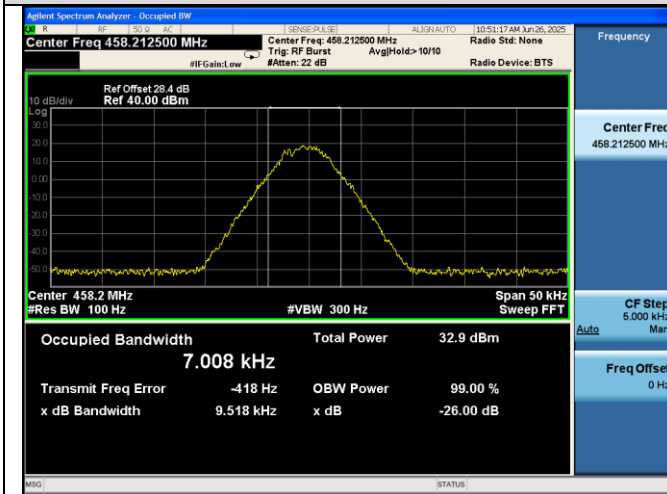 Agilent Spectrum Analyzer - Occupied BW
R RF 50 Ω AC SENSE:PULSE ALIGNAUTO 10:51:17 AM Jun 26, 2025
Center Freq 458.212500 MHz Center Freq: 458.212500 MHz Radio Std: None
Trig: RF Burst Avg|Hold:>10/10
#IFGain:Low #Atten: 22 dB Radio Device: BTS
Ref Offset 28.4 dB
10 dB/div Ref 40.00 dBm
Log
30.0
20.0
10.0
0.00
-10.0
-20.0
-30.0
-40.0
-50.0
Center 458.2 MHz Span 50 kHz
#Res BW 100 Hz #VBW 300 Hz Sweep FFT
Occupied Bandwidth Total Power 32.9 dBm
7.008 kHz
Transmit Freq Error -418 Hz OBW Power 99.00 %
x dB Bandwidth 9.518 kHz x dB -26.00 dB
MSG STATUS
Frequency
Center Freq
458.212500 MHz
CF Step
5.000 kHz
Auto Man
Freq Offset
0 Hz